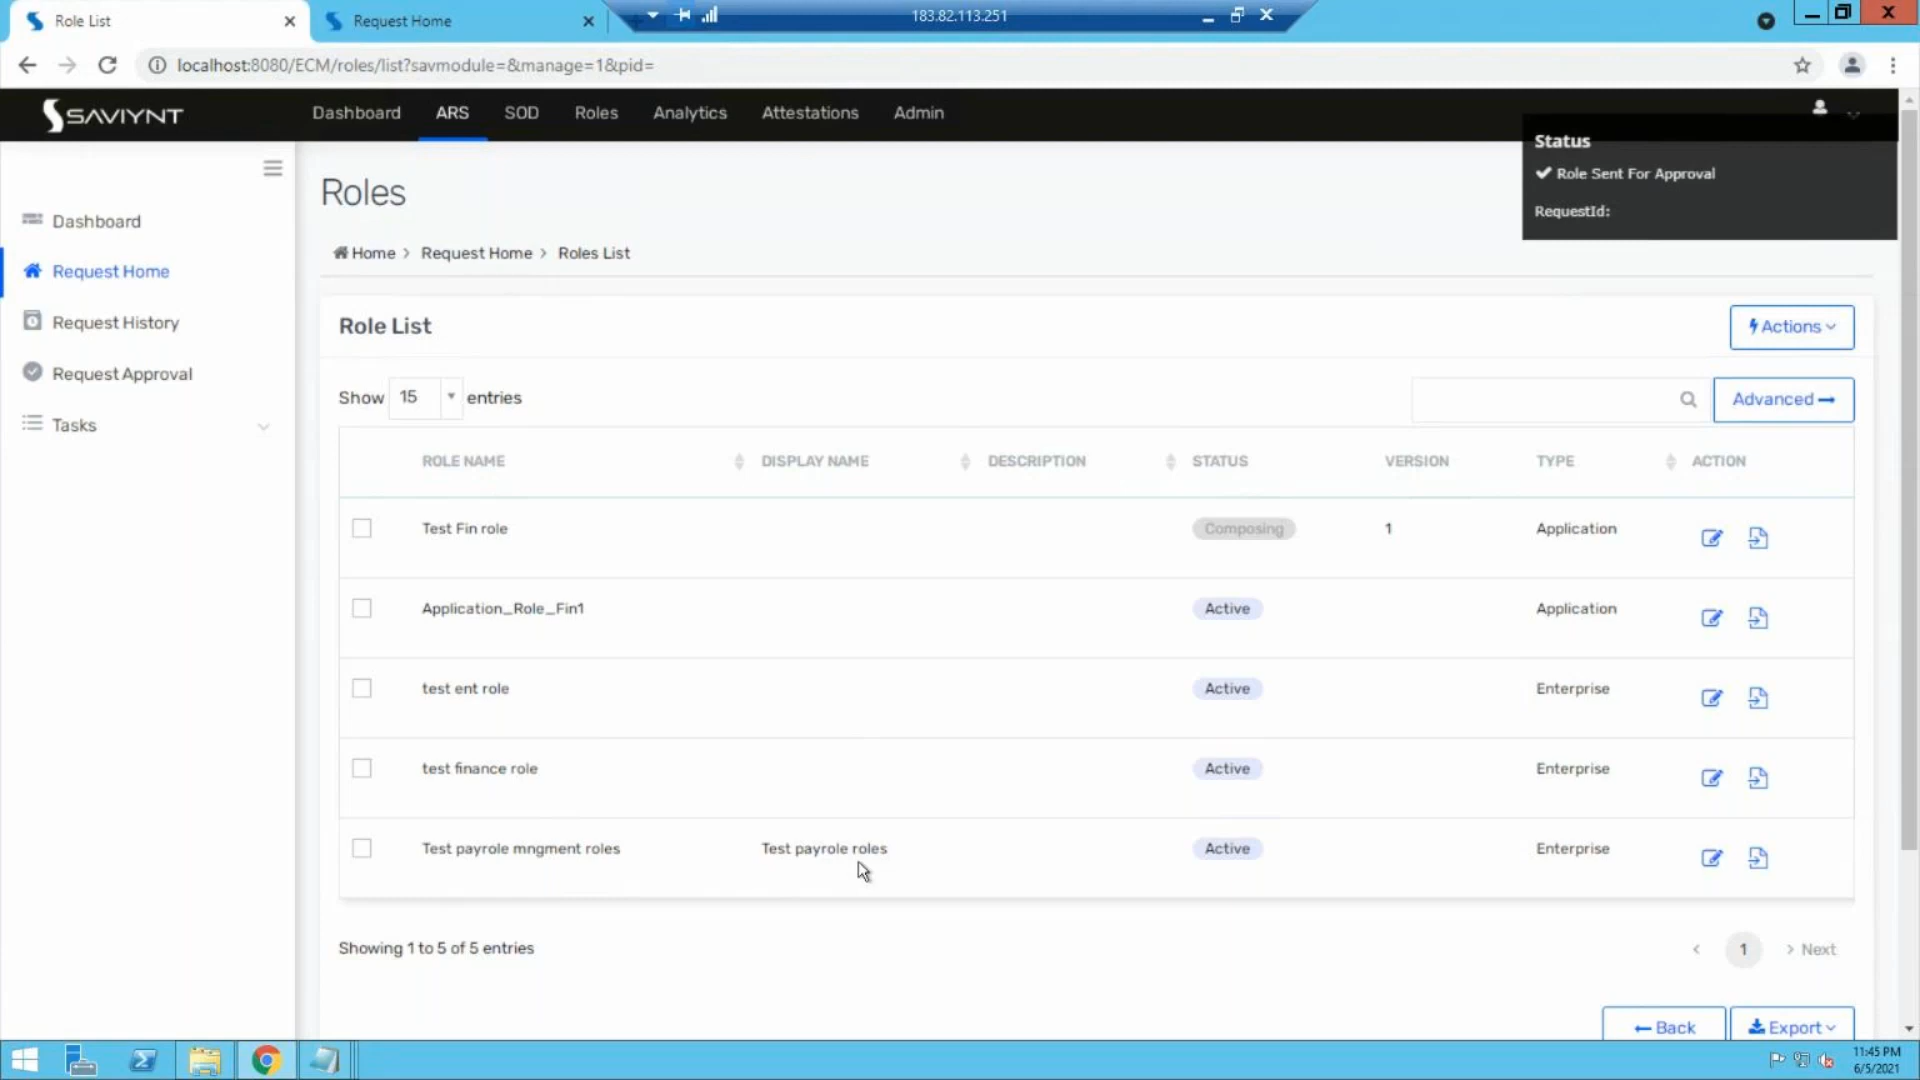 Role List
Request Home
183.82.113.251
localhost:8080/ECM/roles/list?savmodule=&manage=1&pid=
SAVIYNT
Dashboard
ARS
SOD
Roles
Analytics
Attestations
Admin
Status
Role Sent For Approval
RequestId:
Dashboard
Request Home
Request History
Request Approval
Tasks
Roles
Home > Request Home > Roles List
Role List
Actions
Show 15 entries
Advanced
ROLE NAME DISPLAY NAME DESCRIPTION STATUS VERSION TYPE ACTION
Test Fin role Composing 1 Application
Application_Role_Fin1 Active Application
test ent role Active Enterprise
test finance role Active Enterprise
Test payrole mngment roles Test payrole roles Active Enterprise
Showing 1 to 5 of 5 entries
< 1 > Next
Back
Export
11:45 PM
6/5/2021